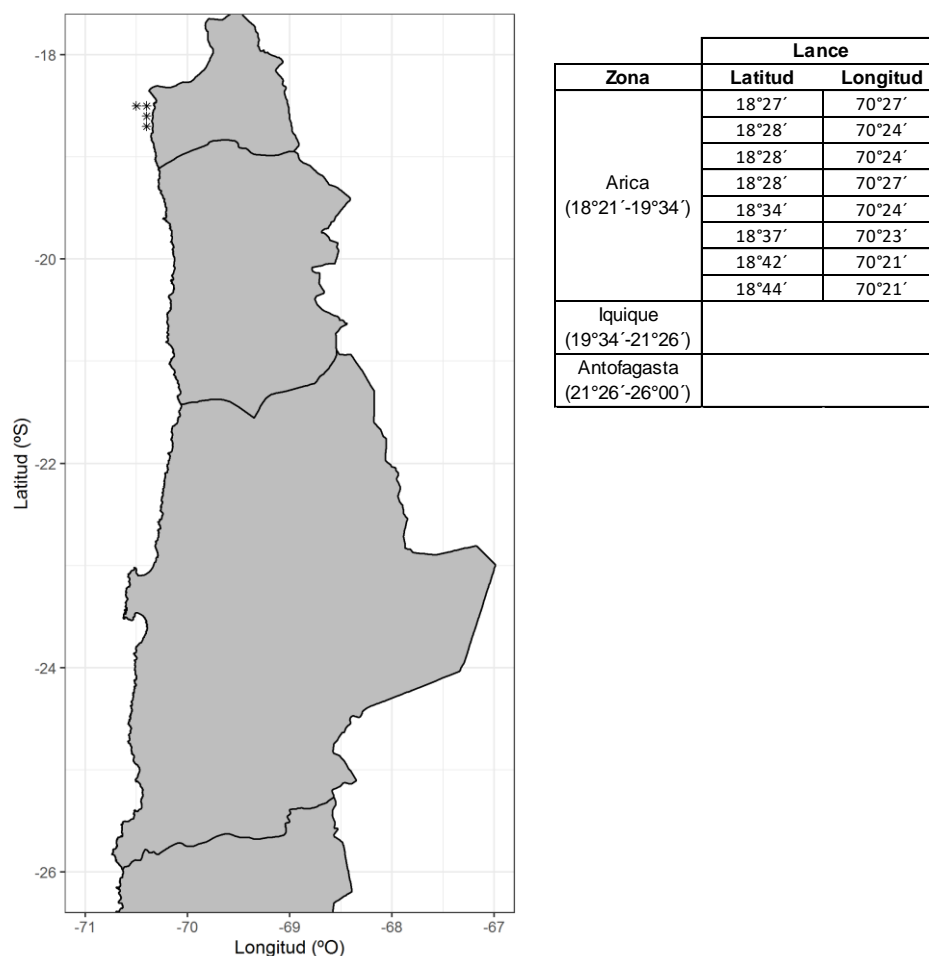 -18
-20
-22
-24
-26
Latitud (ºS)
-71 -70 -69 -68 -67
Longitud (ºO)
Lance
Zona Latitud Longitud
Arica
(18°21´-19°34´)
18°27´ 70°27´
18°28´ 70°24´
18°28´ 70°24´
18°28´ 70°27´
18°34´ 70°24´
18°37´ 70°23´
18°42´ 70°21´
18°44´ 70°21´
Iquique
(19°34´-21°26´)
Antofagasta
(21°26´-26°00´)